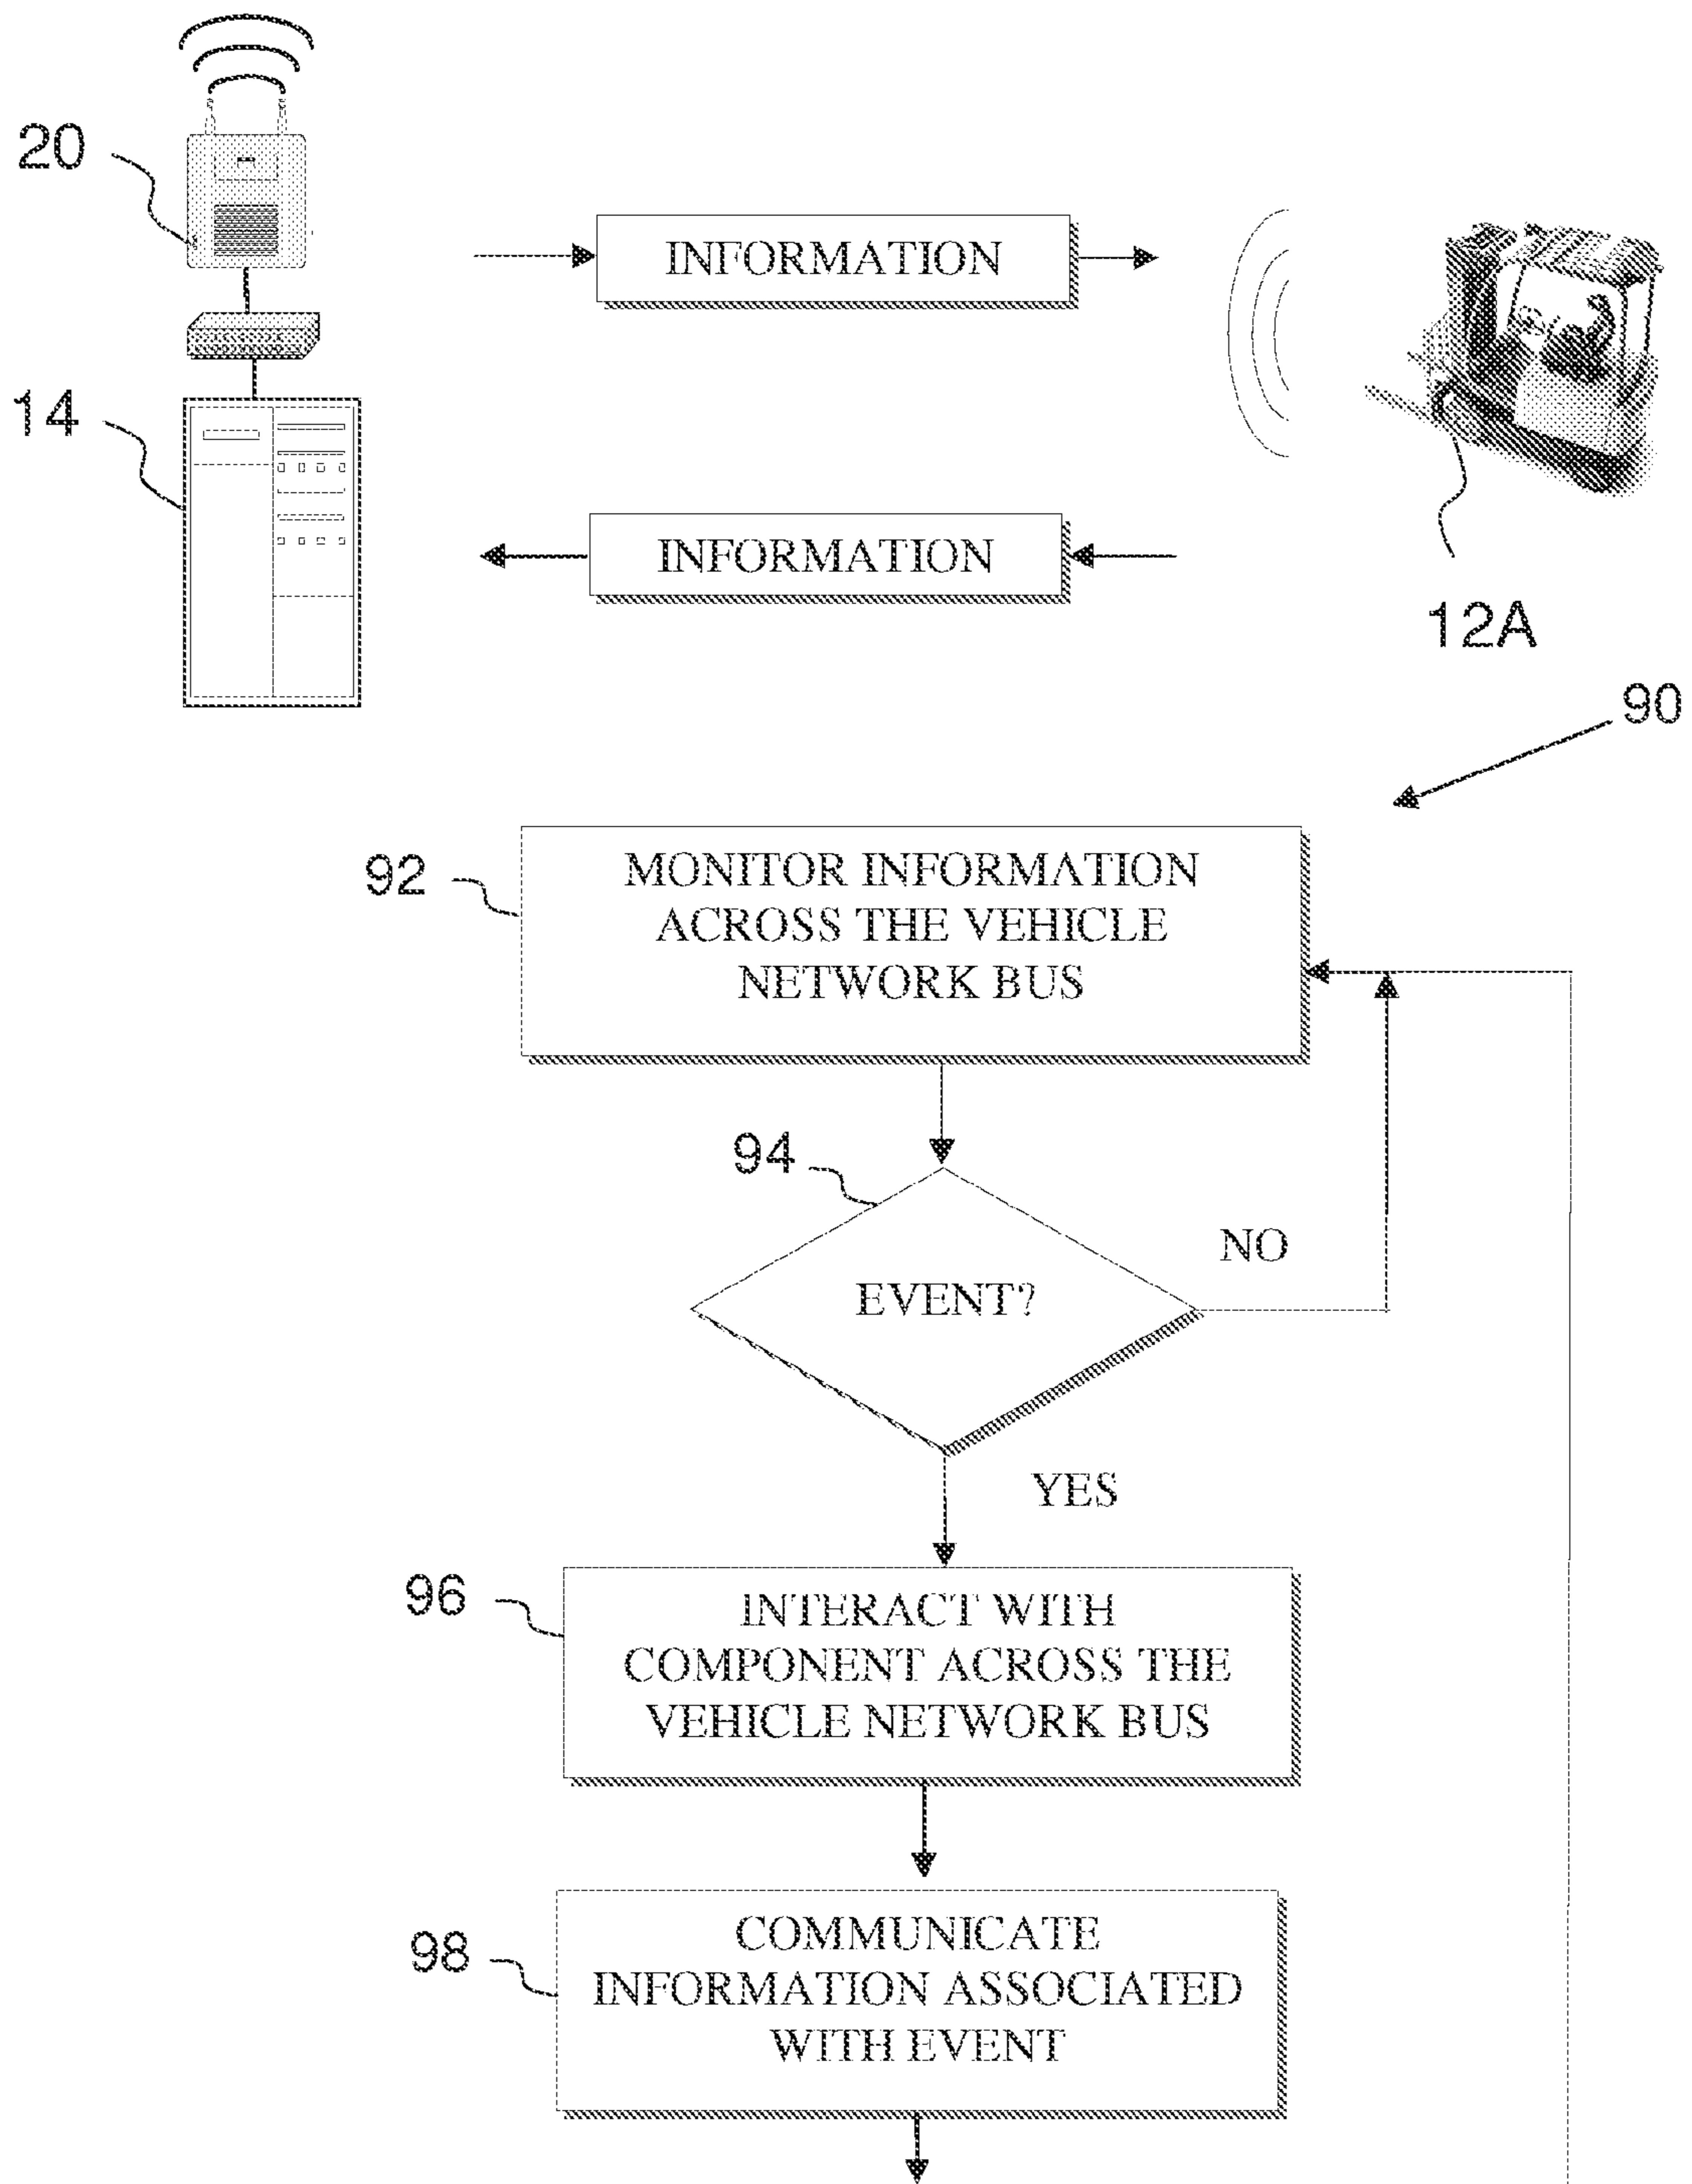 20
INFORMATION
14
INFORMATION
12A
90
92
MONITOR INFORMATION
ACROSS THE VEHICLE
NETWORK BUS
94
NO
EVENT?
YES
96
INTERACT WITH
COMPONENT ACROSS THE
VEHICLE NETWORK BUS
98
COMMUNICATE
INFORMATION ASSOCIATED
WITH EVENT